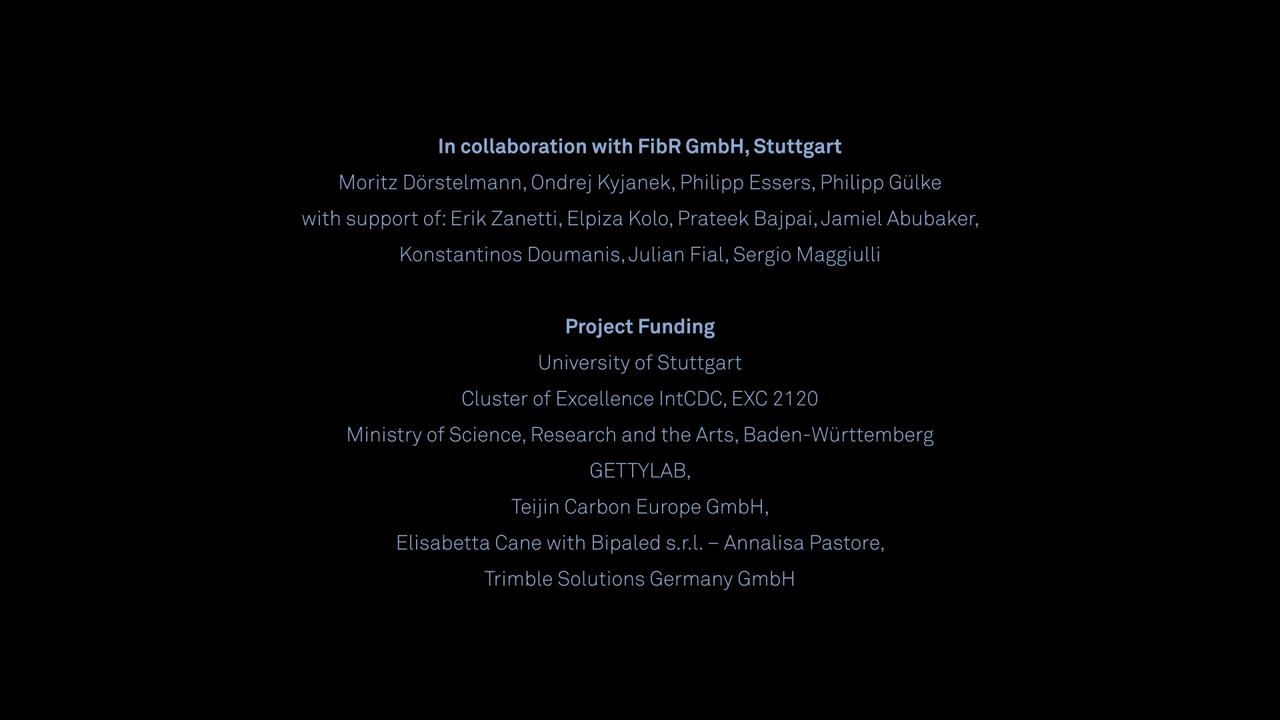 In collaboration with FibR GmbH, Stuttgart
Moritz Dörstelmann, Ondrej Kyjanek, Philipp Essers, Philipp Gülke
with support of: Erik Zanetti, Elpiza Kolo, Prateek Bajpai, Jamiel Abubaker,
Konstantinos Doumanis, Julian Fial, Sergio Maggiulli
Project Funding
University of Stuttgart
Cluster of Excellence IntCDC, EXC 2120
Ministry of Science, Research and the Arts, Baden-Württemberg
GETTYLAB,
Teijin Carbon Europe GmbH,
Elisabetta Cane with Bipaled s.r.l. – Annalisa Pastore,
Trimble Solutions Germany GmbH